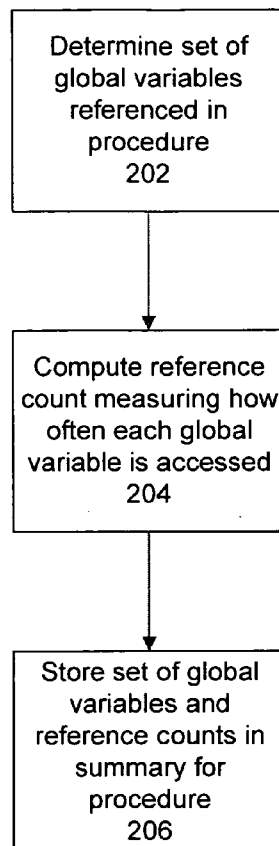 Determine set of
global variables
referenced in
procedure
202
Compute reference
count measuring how
often each global
variable is accessed
204
Store set of global
variables and
reference counts in
summary for
procedure
206